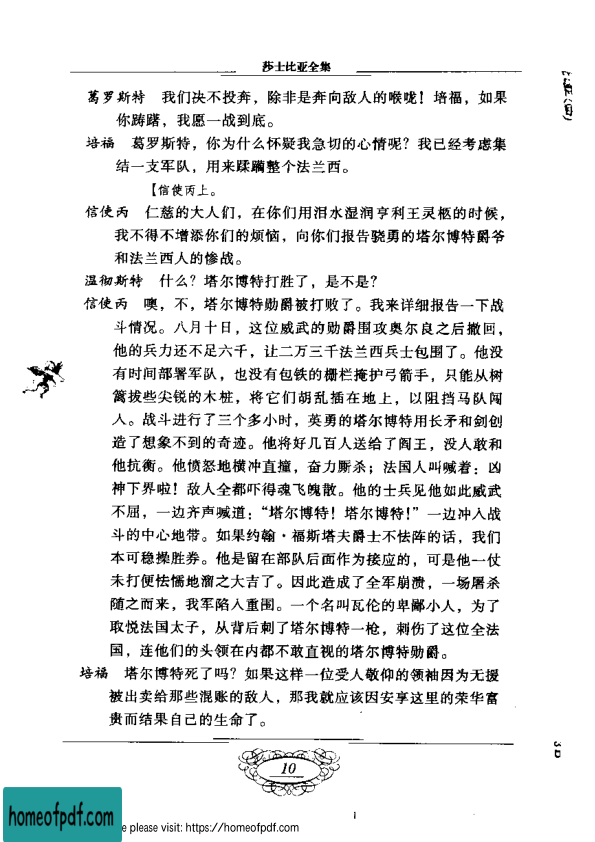 莎士比亚全集
葛罗斯特 我们决不投奔，除非是奔向敌人的喉咙！培福，如果
你踌躇，我愿一战到底。
培福 葛罗斯特，你为什么怀疑我急切的心情呢？我已经考虑集
结一支军队，用来蹂躏整个法兰西。
【信使丙上。
信使丙 仁慈的大人们，在你们用泪水湿润亨利王灵柩的时候，
我不得不增添你们的烦恼，向你们报告骁勇的塔尔博特爵爷
和法兰西人的惨战。
温彻斯特 什么？塔尔博特打胜了，是不是？
信使丙 噢，不，塔尔博特勋爵被打败了。我来详细报告一下战
斗情况。八月十日，这位威武的勋爵围攻奥尔良之后撤回，
他的兵力还不足六千，让二万三千法兰西兵士包围了。他没
有时间部署军队，也没有包铁的栅栏掩护弓箭手，只能从树
篱拔些尖锐的木桩，将它们胡乱插在地上，以阻挡马队闯
人。战斗进行了三个多小时，英勇的塔尔博特用长矛和剑创
造了想象不到的奇迹。他将好几百人送给了阎王，没人敢和
他抗衡。他愤怒地横冲直撞，奋力厮杀；法国人叫喊着：凶
神下界啦！敌人全都吓得魂飞魄散。他的士兵见他如此威武
不屈，一边齐声喊道：“塔尔博特！塔尔博特！”一边冲入战
斗的中心地带。如果约翰·福斯塔夫爵士不怯阵的话，我们
本可稳操胜券。他是留在部队后面作为接应的，可是他一仗
未打便怯懦地溜之大吉了。因此造成了全军崩溃，一场屠杀
随之而来，我军陷入重围。一个名叫瓦伦的卑鄙小人，为了
取悦法国太子，从背后刺了塔尔博特一枪，刺伤了这位全法
国，连他们的头领在内都不敢直视的塔尔博特勋爵。
培福 塔尔博特死了吗？如果这样一位受人敬仰的领袖因为无援
被出卖给那些混账的敌人，那我就应该因安享这里的荣华富
贵而结果自己的生命了。
10
homeofpdf.com
e please visit: https://homeofpdf.com